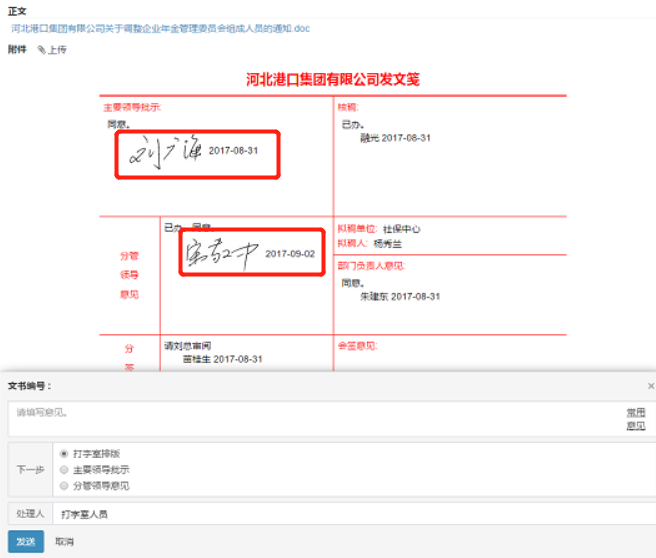 正文
河北港口集团有限公司关于调整企业年金管理委员会组成人员的通知.doc
附件 上传
河北港口集团有限公司发文笺
主要领导批示:
同意。
刘广海 2017-08-31
核稿:
已办。
融光 2017-08-31
分管
领导
意见
已办 同意
2017-09-02
拟稿单位: 社保中心
拟稿人: 杨秀兰
部门负责人意见:
同意。
朱建东 2017-08-31
分
管
请刘总审阅
苗桂生 2017-08-31
会签意见:
文书编号:
×
请填写意见。
常用
意见
下一步
打字室排版
主要领导批示
分管领导意见
处理人 打字室人员
发送 取消